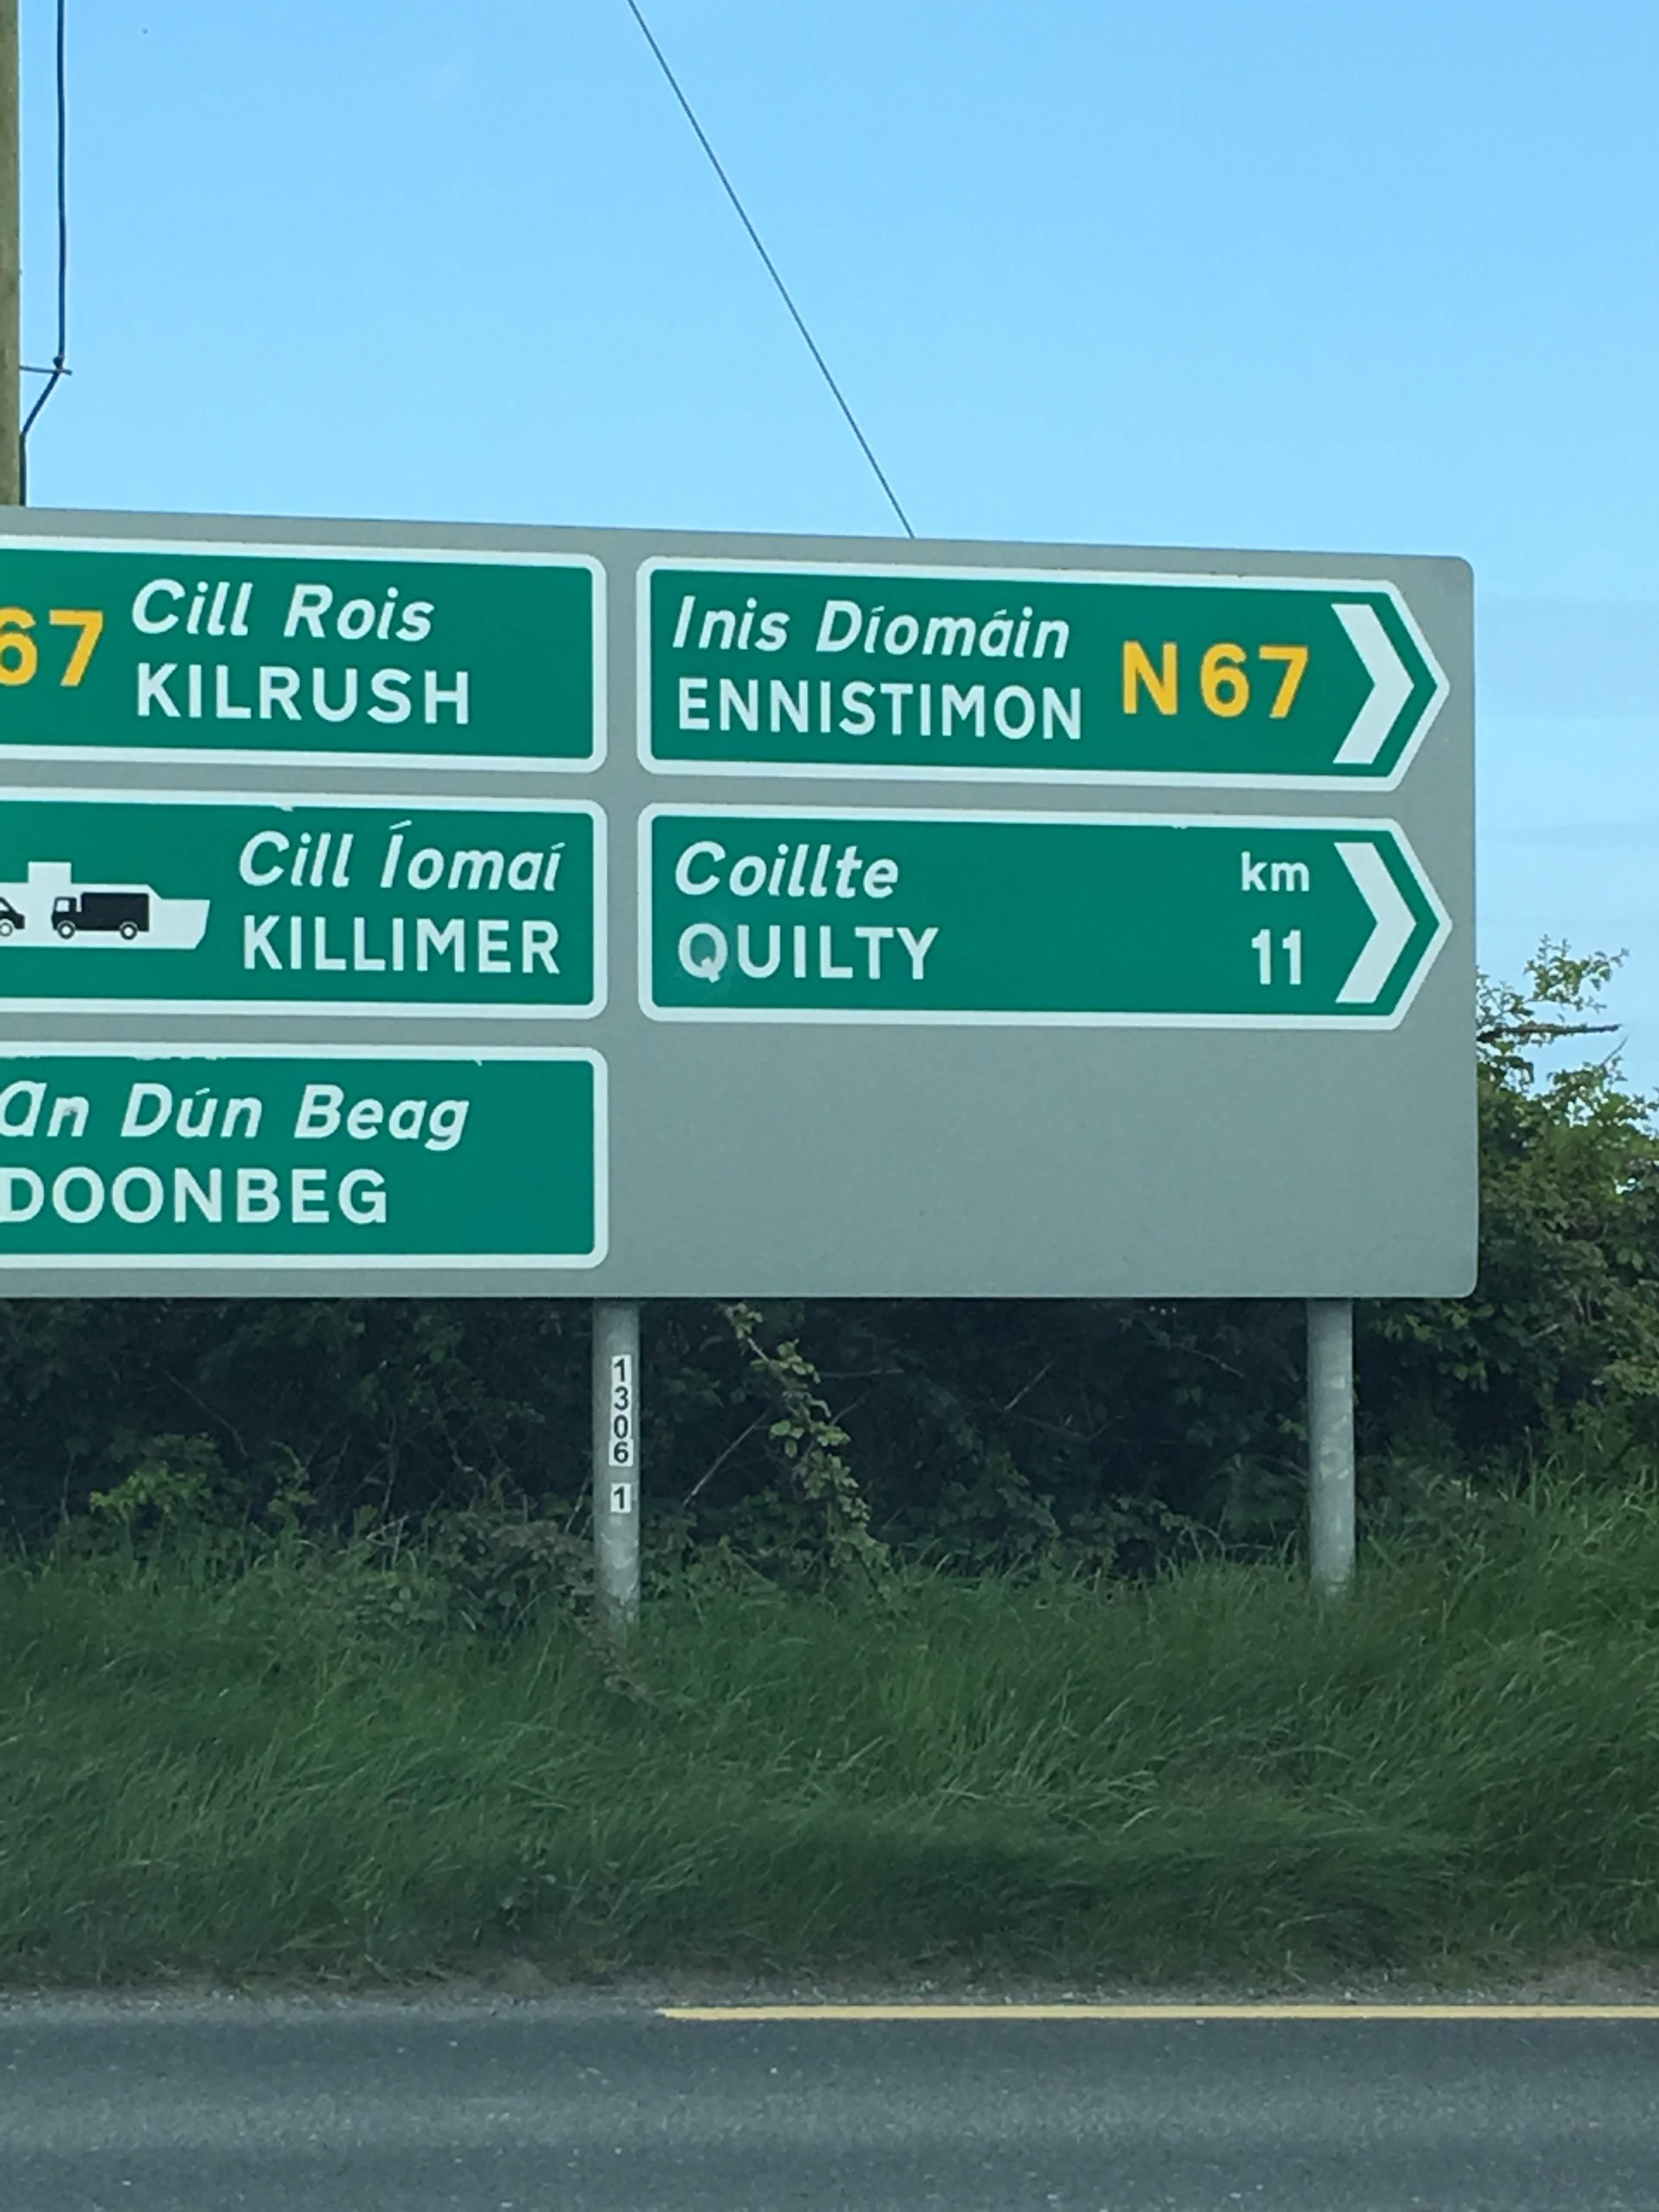 67 Cill Rois
KILRUSH
Inis Díomáin
ENNISTIMON N67
Cill Íomaí
KILLIMER
Coillte km
QUILTY 11
An Dún Beag
DOONBEG
1306
1